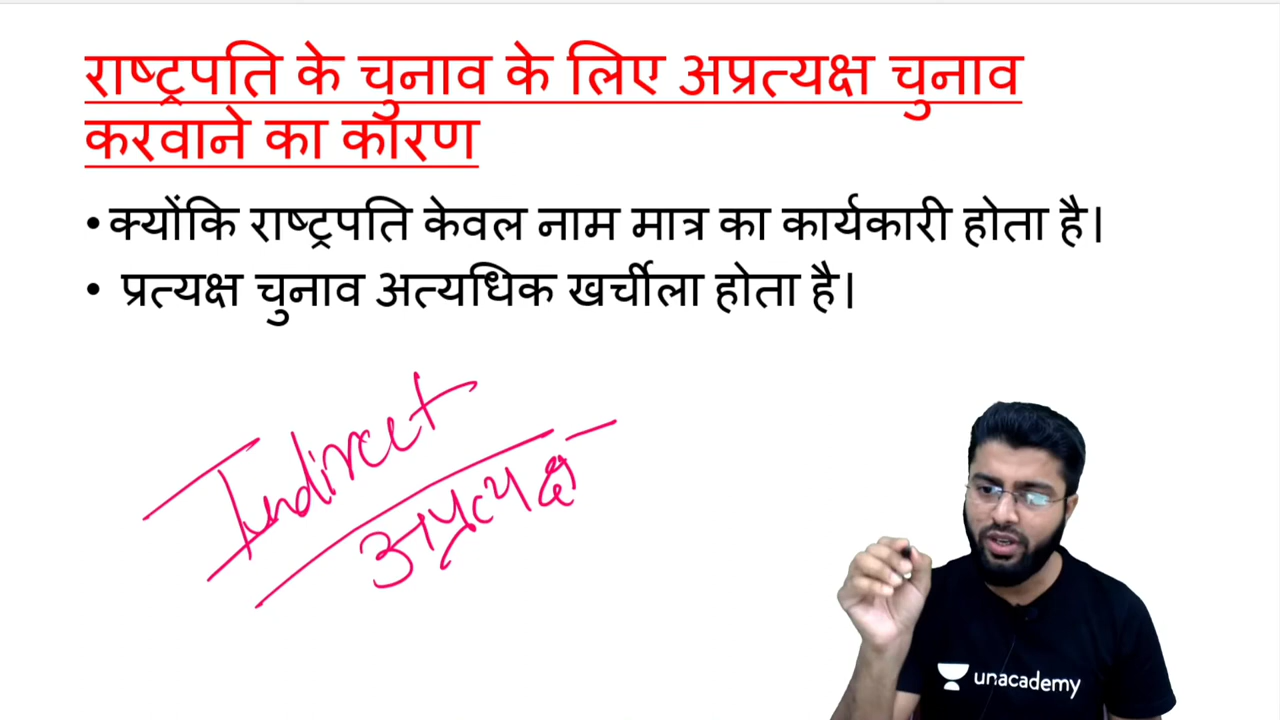 राष्ट्रपति के चुनाव के लिए अप्रत्यक्ष चुनाव
करवाने का कारण
•क्योंकि राष्ट्रपति केवल नाम मात्र का कार्यकारी होता है।
• प्रत्यक्ष चुनाव अत्यधिक खर्चीला होता है।
Indirect
अप्रत्यक्ष
unacademy